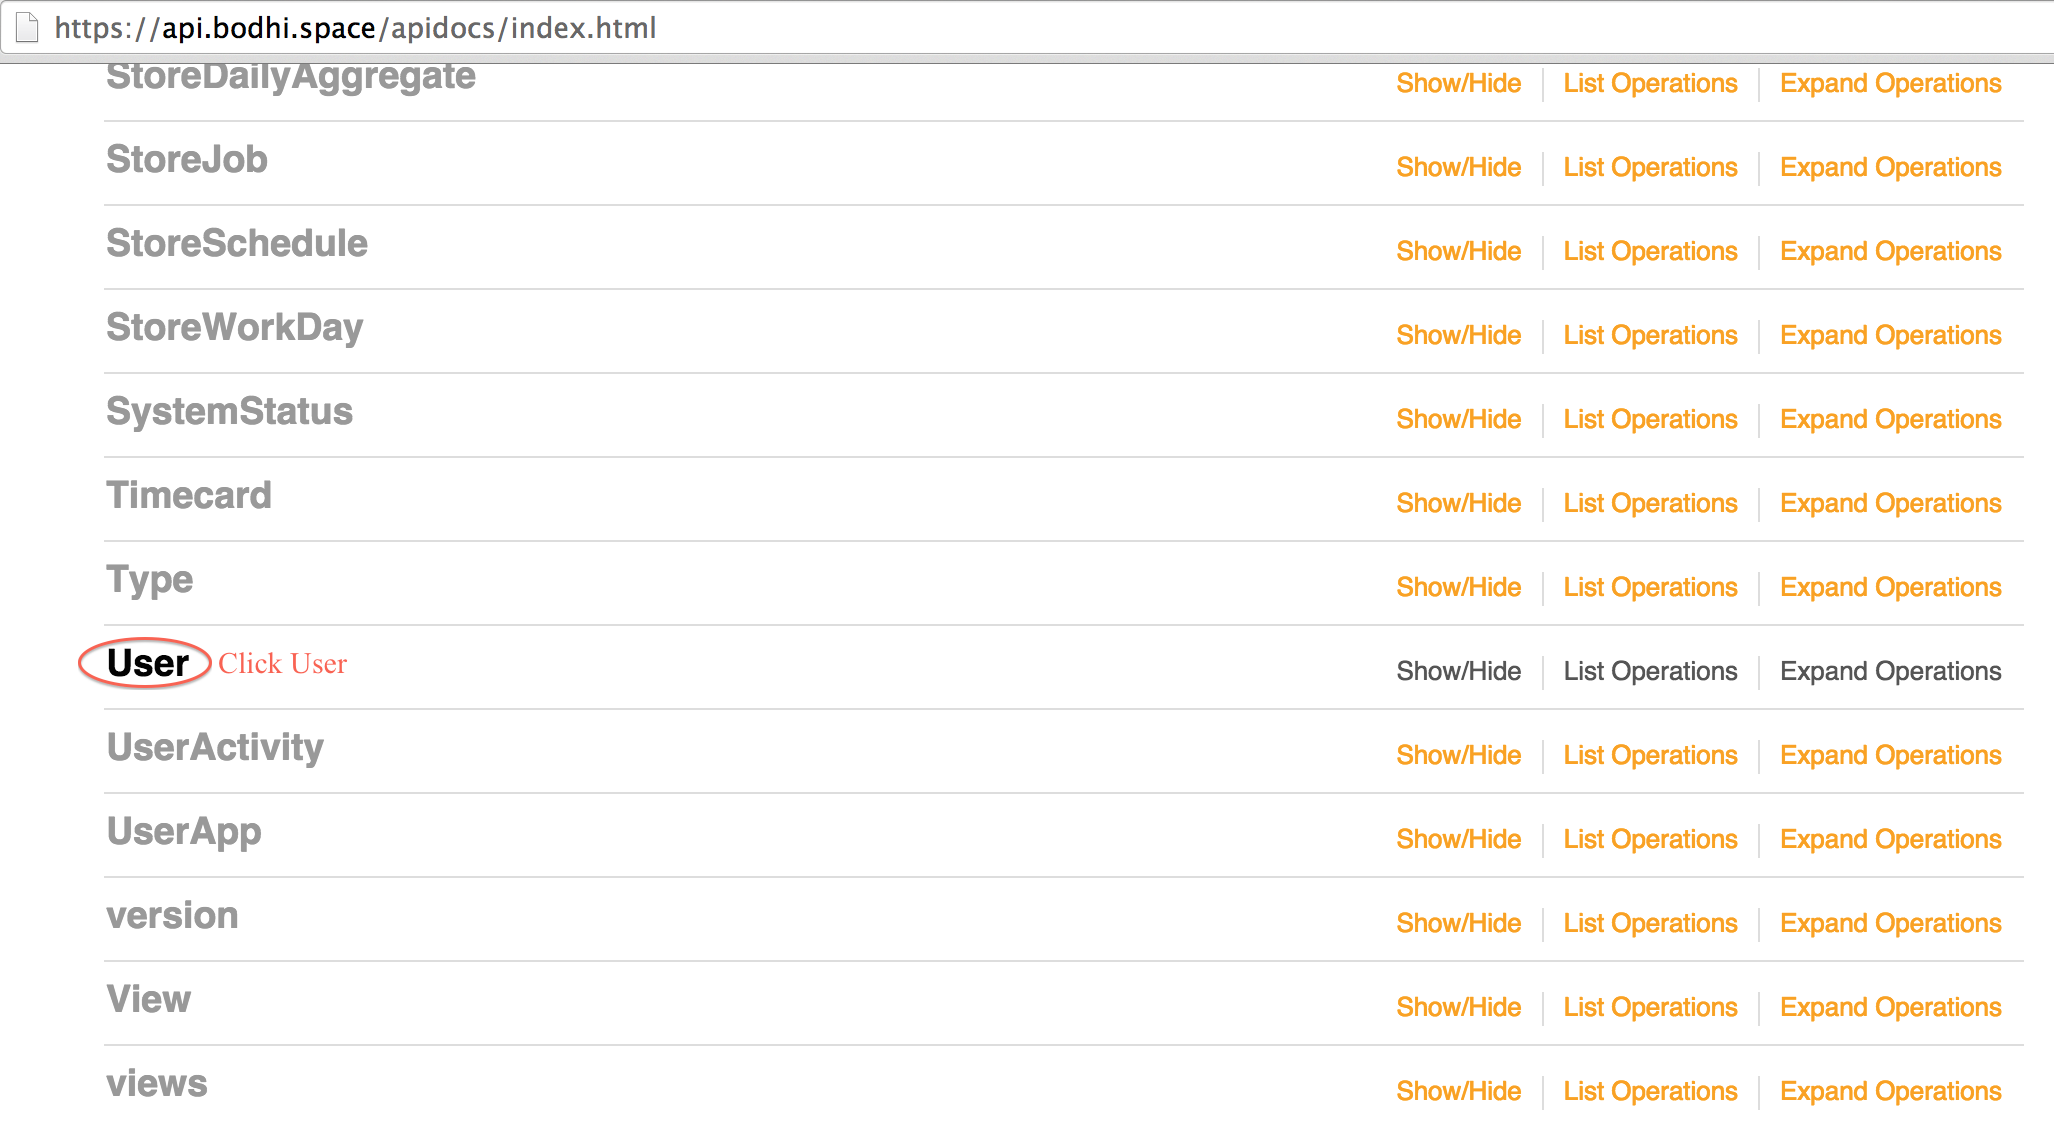 https://api.bodhi.space/apidocs/index.html
StoreDailyAggregate Show/Hide List Operations Expand Operations
StoreJob Show/Hide List Operations Expand Operations
StoreSchedule Show/Hide List Operations Expand Operations
StoreWorkDay Show/Hide List Operations Expand Operations
SystemStatus Show/Hide List Operations Expand Operations
Timecard Show/Hide List Operations Expand Operations
Type Show/Hide List Operations Expand Operations
User Click User Show/Hide List Operations Expand Operations
UserActivity Show/Hide List Operations Expand Operations
UserApp Show/Hide List Operations Expand Operations
version Show/Hide List Operations Expand Operations
View Show/Hide List Operations Expand Operations
views Show/Hide List Operations Expand Operations